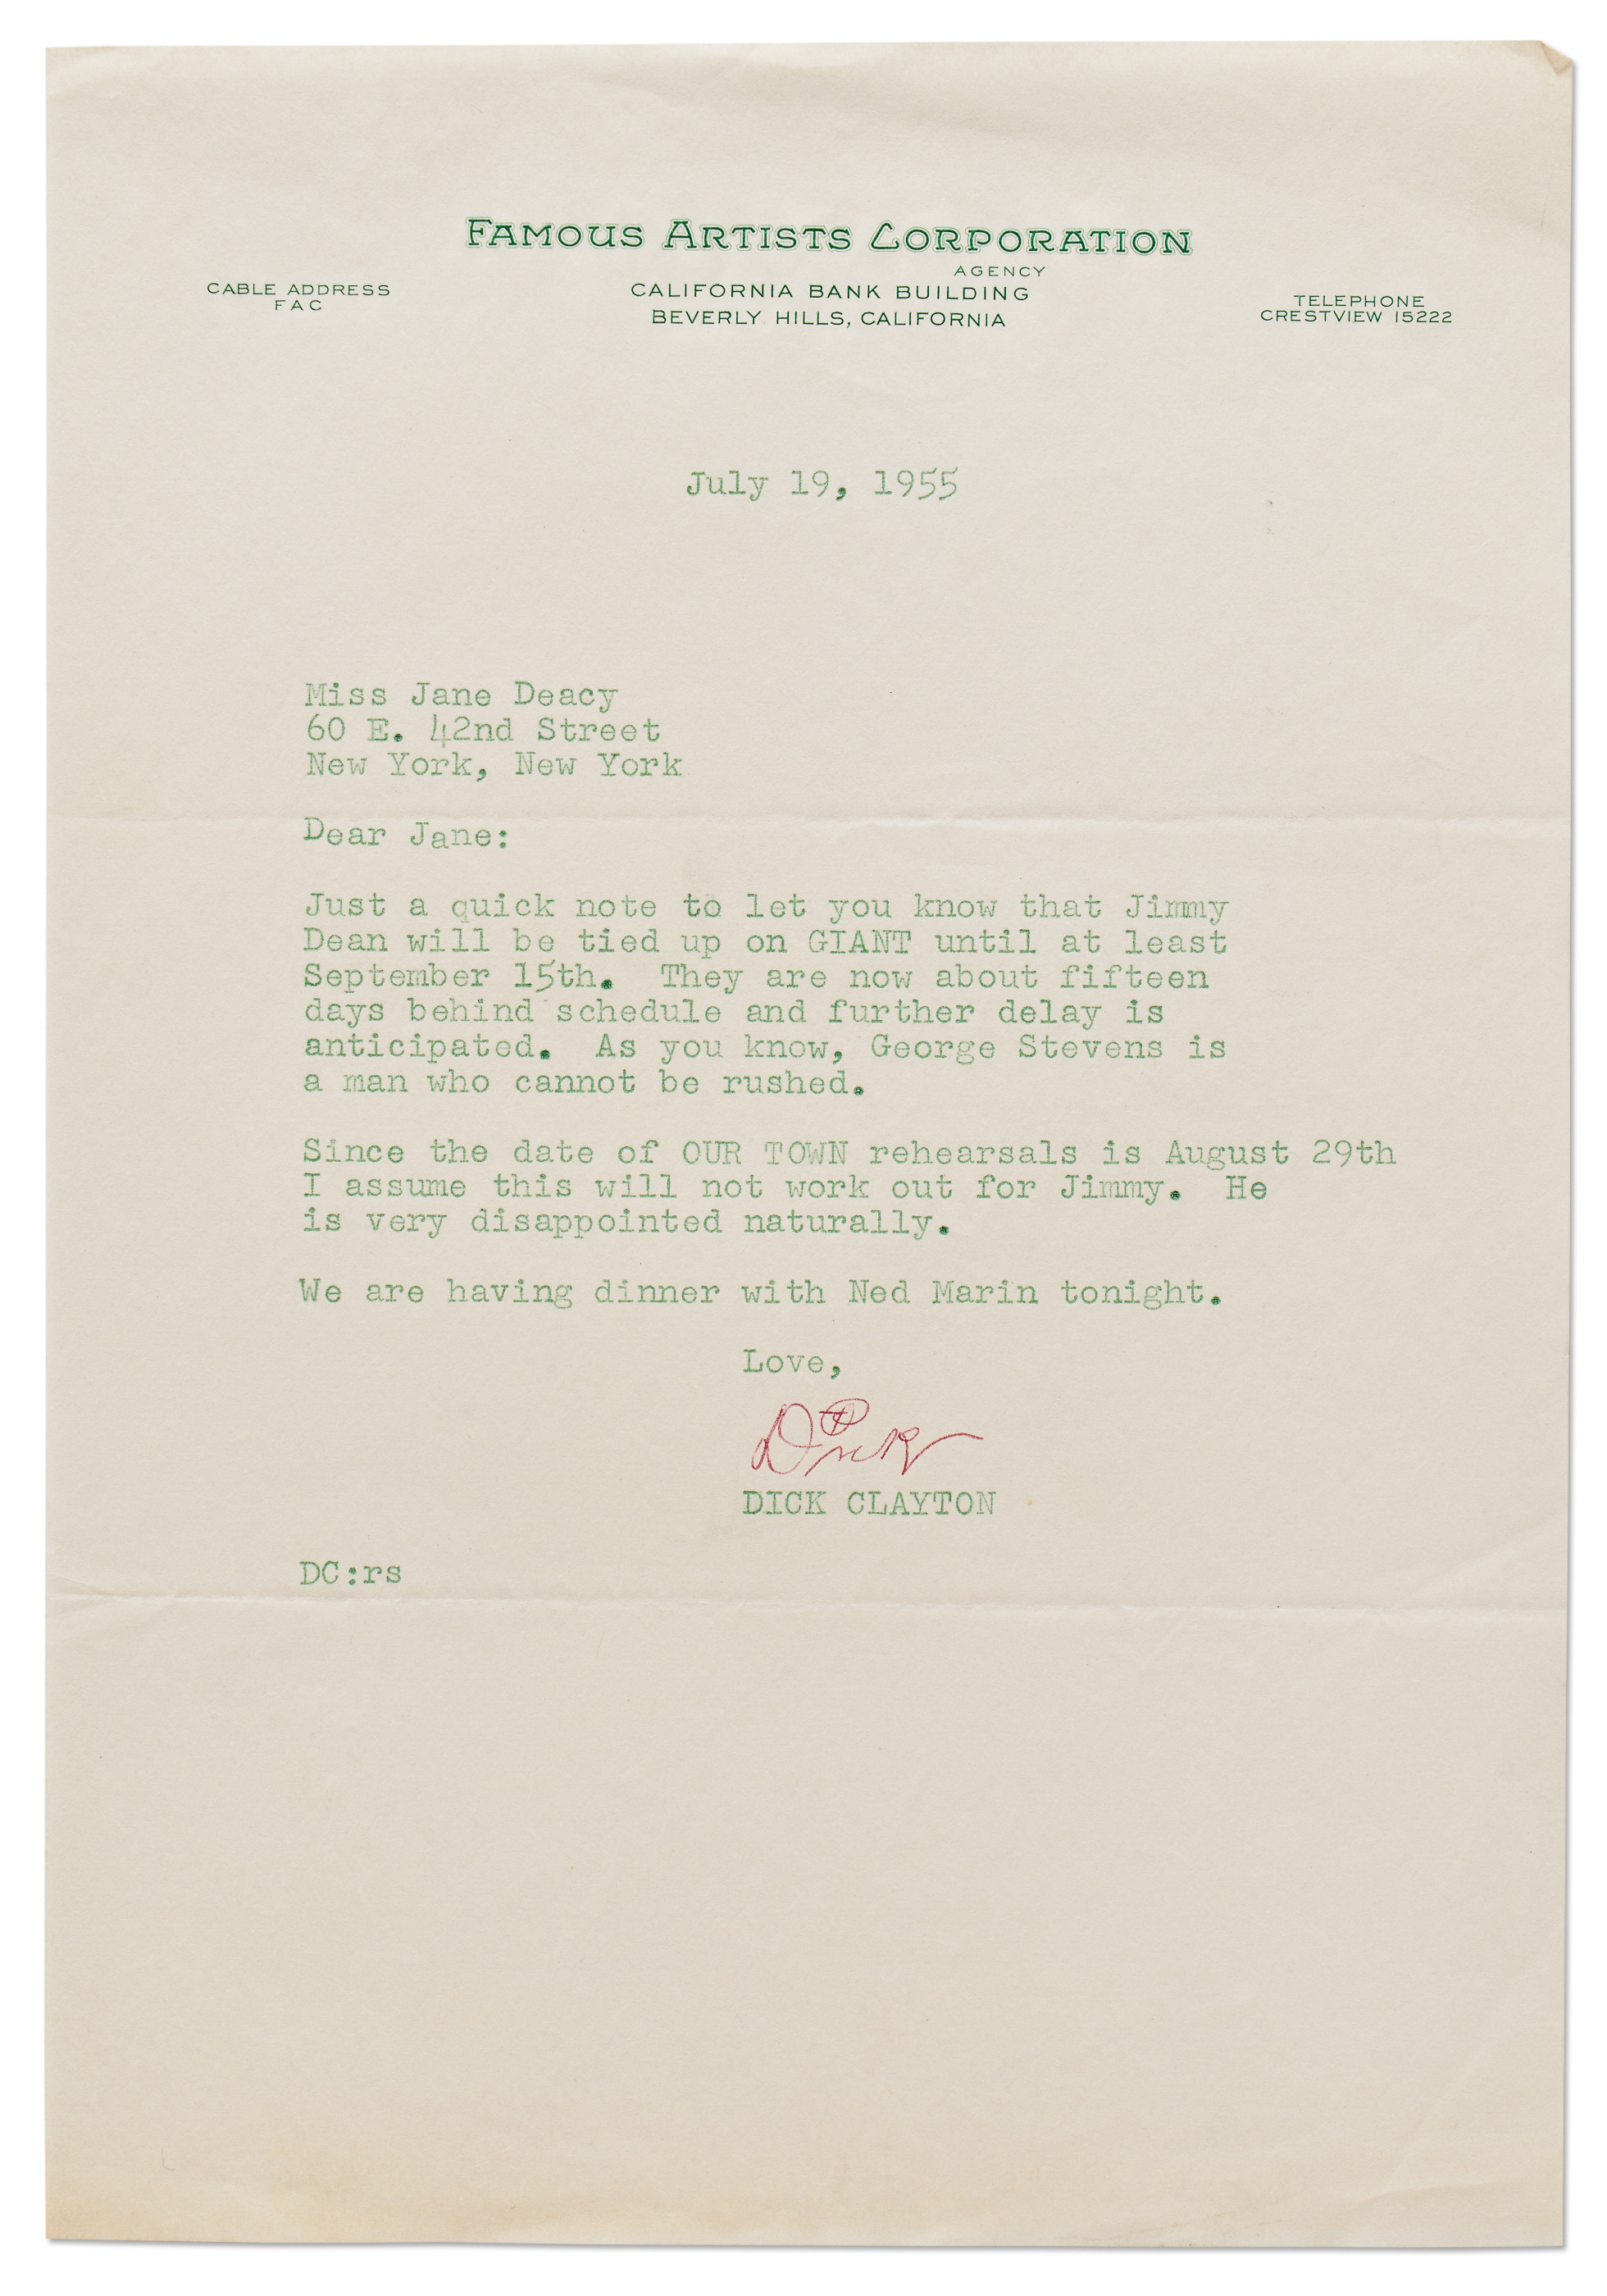 FAMOUS ARTISTS CORPORATION
AGENCY
CABLE ADDRESS
FAC
CALIFORNIA BANK BUILDING
BEVERLY HILLS, CALIFORNIA
TELEPHONE
CRESTVIEW 15222
July 19, 1955
Miss Jane Deacy
60 E. 42nd Street
New York, New York
Dear Jane:
Just a quick note to let you know that Jimmy
Dean will be tied up on GIANT until at least
September 15th. They are now about fifteen
days behind schedule and further delay is
anticipated. As you know, George Stevens is
a man who cannot be rushed.
Since the date of OUR TOWN rehearsals is August 29th
I assume this will not work out for Jimmy. He
is very disappointed naturally.
We are having dinner with Ned Marin tonight.
Love,
Dick
DICK CLAYTON
DC:rs